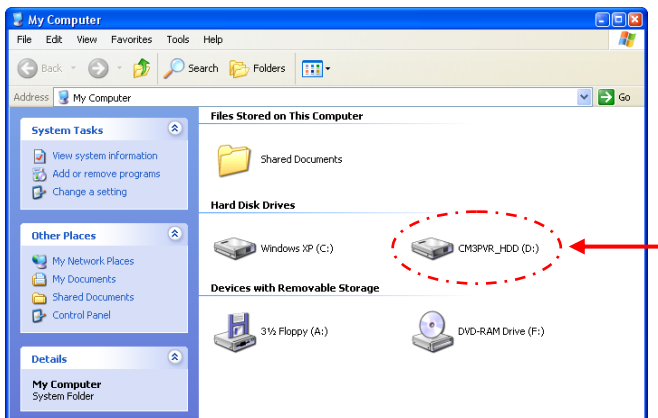 My Computer
File Edit View Favorites Tools Help
Back Search Folders
Address My Computer Go
System Tasks
View system information
Add or remove programs
Change a setting
Other Places
My Network Places
My Documents
Shared Documents
Control Panel
Details
My Computer
System Folder
Files Stored on This Computer
Shared Documents
Hard Disk Drives
Windows XP (C:)
CM3PVR_HDD (D:)
Devices with Removable Storage
3½ Floppy (A:)
DVD-RAM Drive (F:)